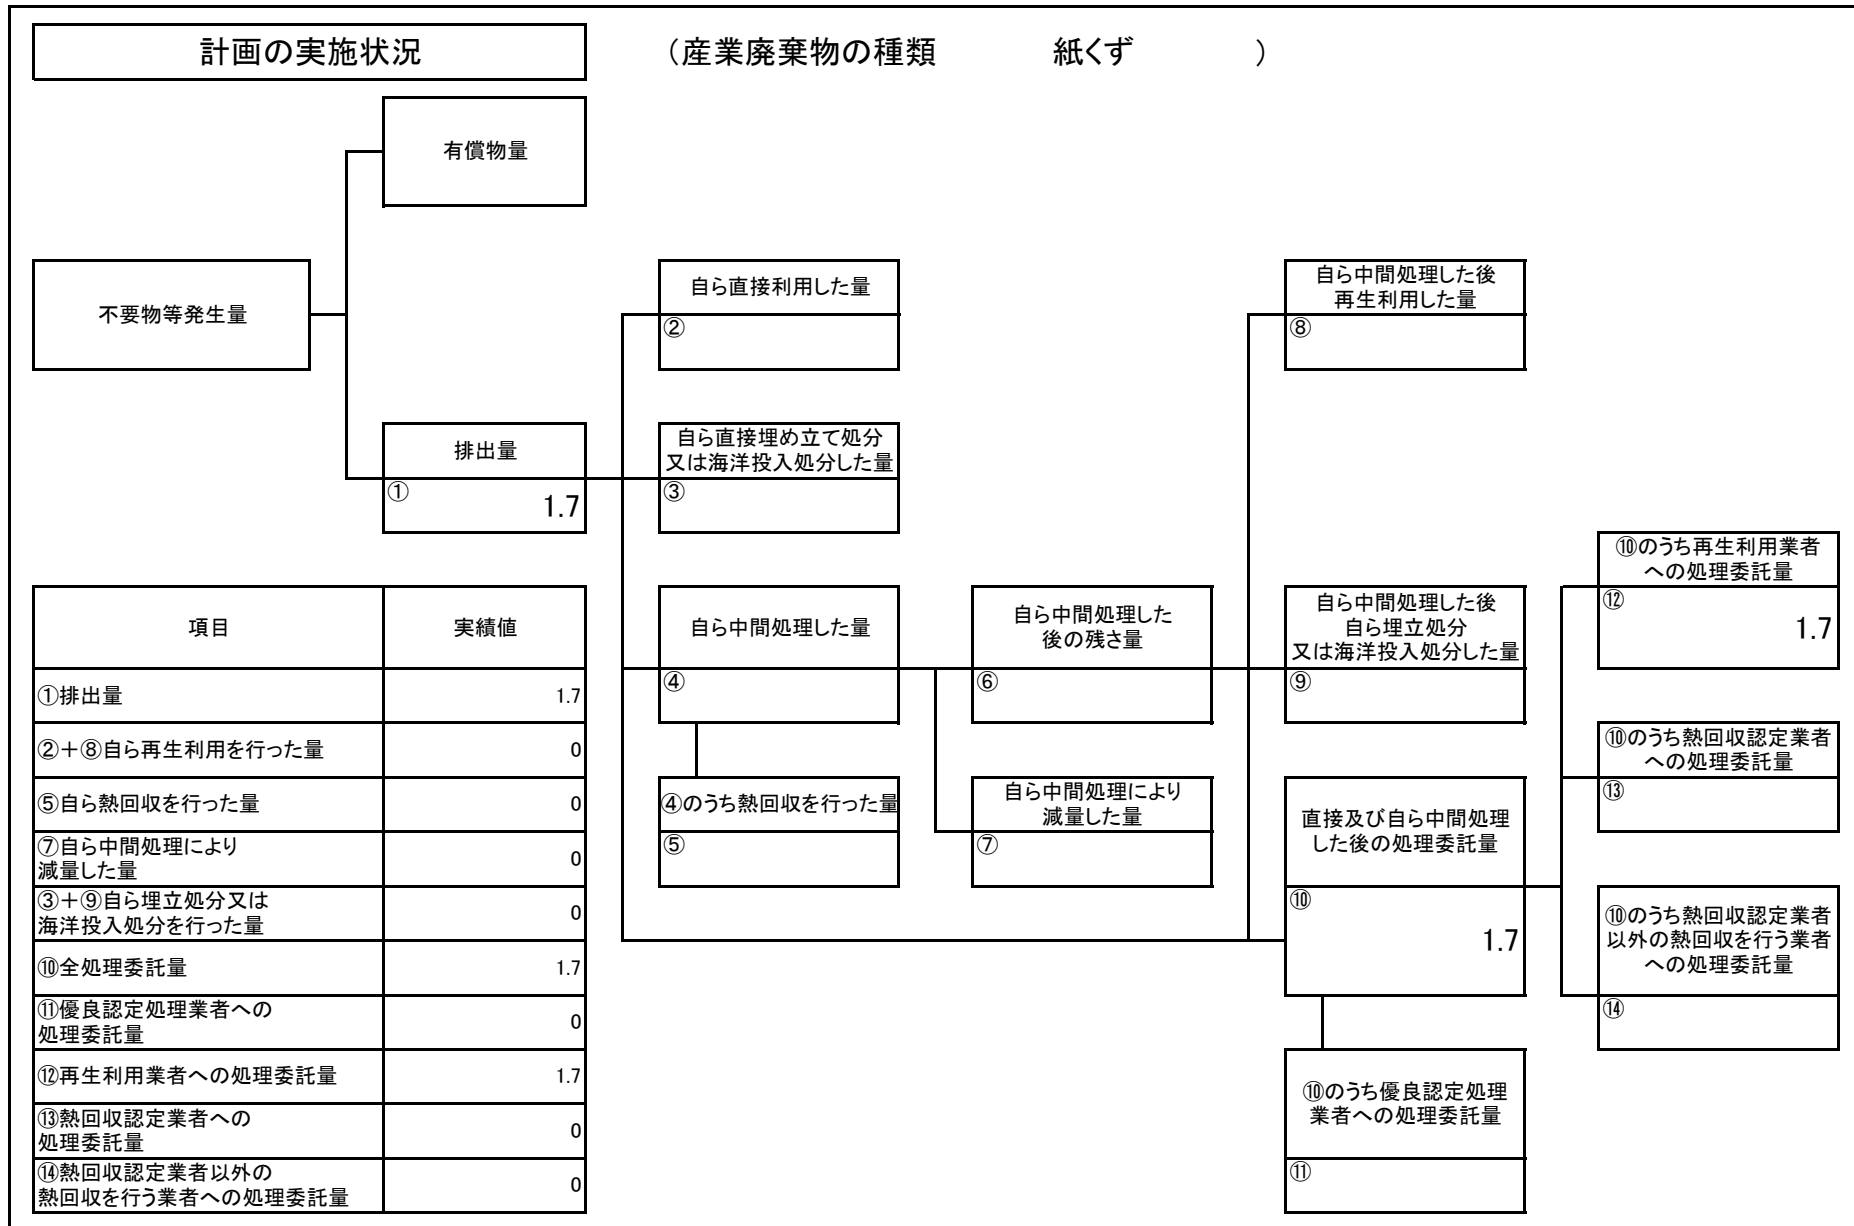 計画の実施状況
（産業廃棄物の種類　紙くず　）
有償物量
不要物等発生量
自ら直接利用した量
②
自ら中間処理した後
再生利用した量
⑧
排出量
①
1.7
自ら直接埋め立て処分
又は海洋投入処分した量
③
⑩のうち再生利用業者
への処理委託量
⑫
1.7
自ら中間処理した量
④
自ら中間処理した
後の残さ量
⑥
自ら中間処理した後
自ら埋立処分
又は海洋投入処分した量
⑨
④のうち熱回収を行った量
⑤
自ら中間処理により
減量した量
⑦
直接及び自ら中間処理
した後の処理委託量
⑩
1.7
⑩のうち熱回収認定業者
への処理委託量
⑬
⑩のうち熱回収認定業者
以外の熱回収を行う業者
への処理委託量
⑭
⑩のうち優良認定処理
業者への処理委託量
⑪
項目 実績値
①排出量 1.7
②＋⑧自ら再生利用を行った量 0
⑤自ら熱回収を行った量 0
⑦自ら中間処理により
減量した量 0
③＋⑨自ら埋立処分又は
海洋投入処分を行った量 0
⑩全処理委託量 1.7
⑪優良認定処理業者への
処理委託量 0
⑫再生利用業者への処理委託量 1.7
⑬熱回収認定業者への
処理委託量 0
⑭熱回収認定業者以外の
熱回収を行う業者への処理委託量 0